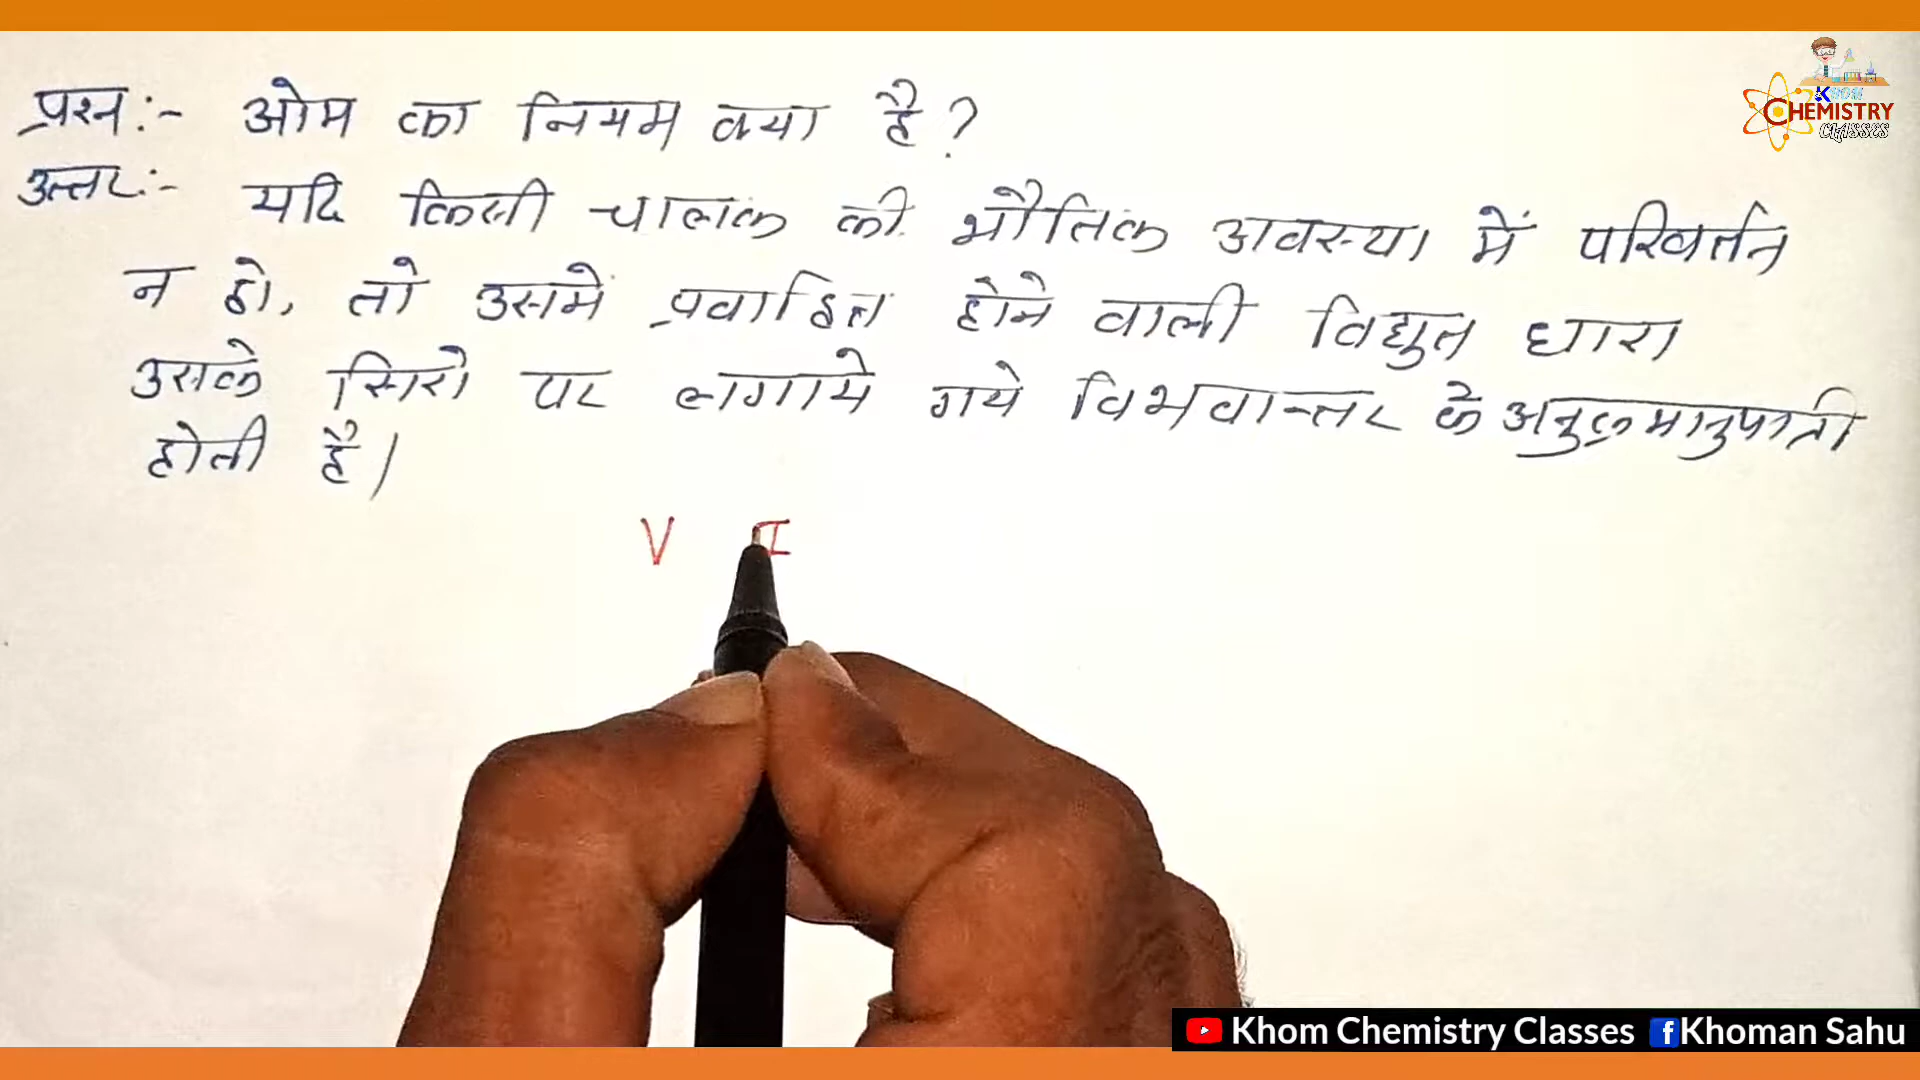 प्रश्न:- ओम का नियम क्या है?
उत्तर:- यदि किसी चालक की भौतिक अवस्था में परिवर्तन
न हो, तो उसमें प्रवाहित होने वाली विद्युत धारा
उसके सिरो पर लगाये गये विभवान्तर के अनुक्रमानुपाती
होती है।
V I
KHOM
CHEMISTRY
CLASSES
Khom Chemistry Classes Khoman Sahu